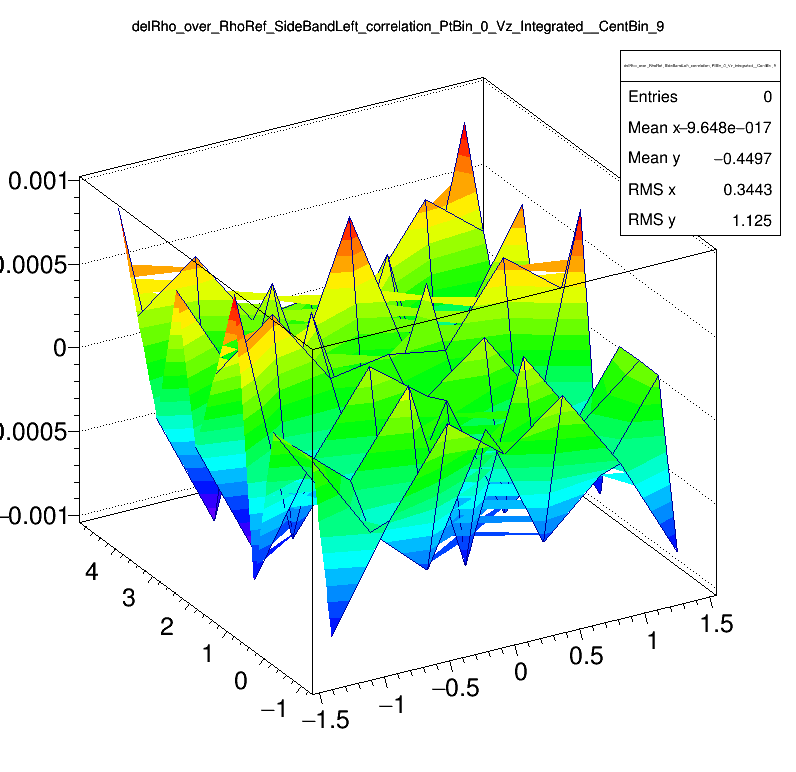 delRho_over_RhoRef_SideBandLeft_correlation_PtBin_0_Vz_Integrated__CentBin_9
delRho_over_RhoRef_SideBandLeft_correlation_PtBin_0_Vz_Integrated__CentBin_9
Entries 0
Mean x −9.648e−017
Mean y −0.4497
RMS x 0.3443
RMS y 1.125
0.001
0.0005
0
0.0005
−0.001
4
3
2
1
0
−1
−1.5
−1
−0.5
0
0.5
1
1.5